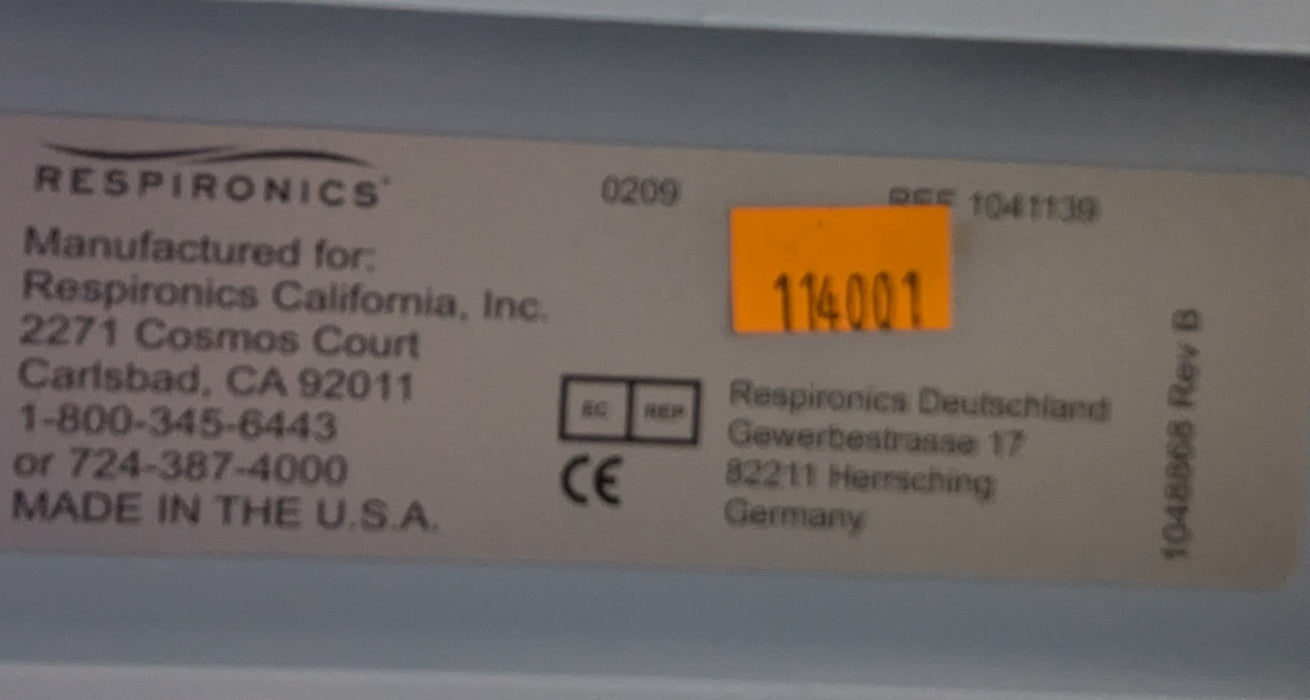 RESPIRONICS
Manufactured for:
Respironics California, Inc.
2271 Cosmos Court
Carlsbad, CA 92011
1-800-345-6443
or 724-387-4000
MADE IN THE U.S.A.
0209
REF 1041139
114001
EC REP
CE
Respironics Deutschland
Gewerbestrasse 17
82211 Herrsching
Germany
1048868 Rev B